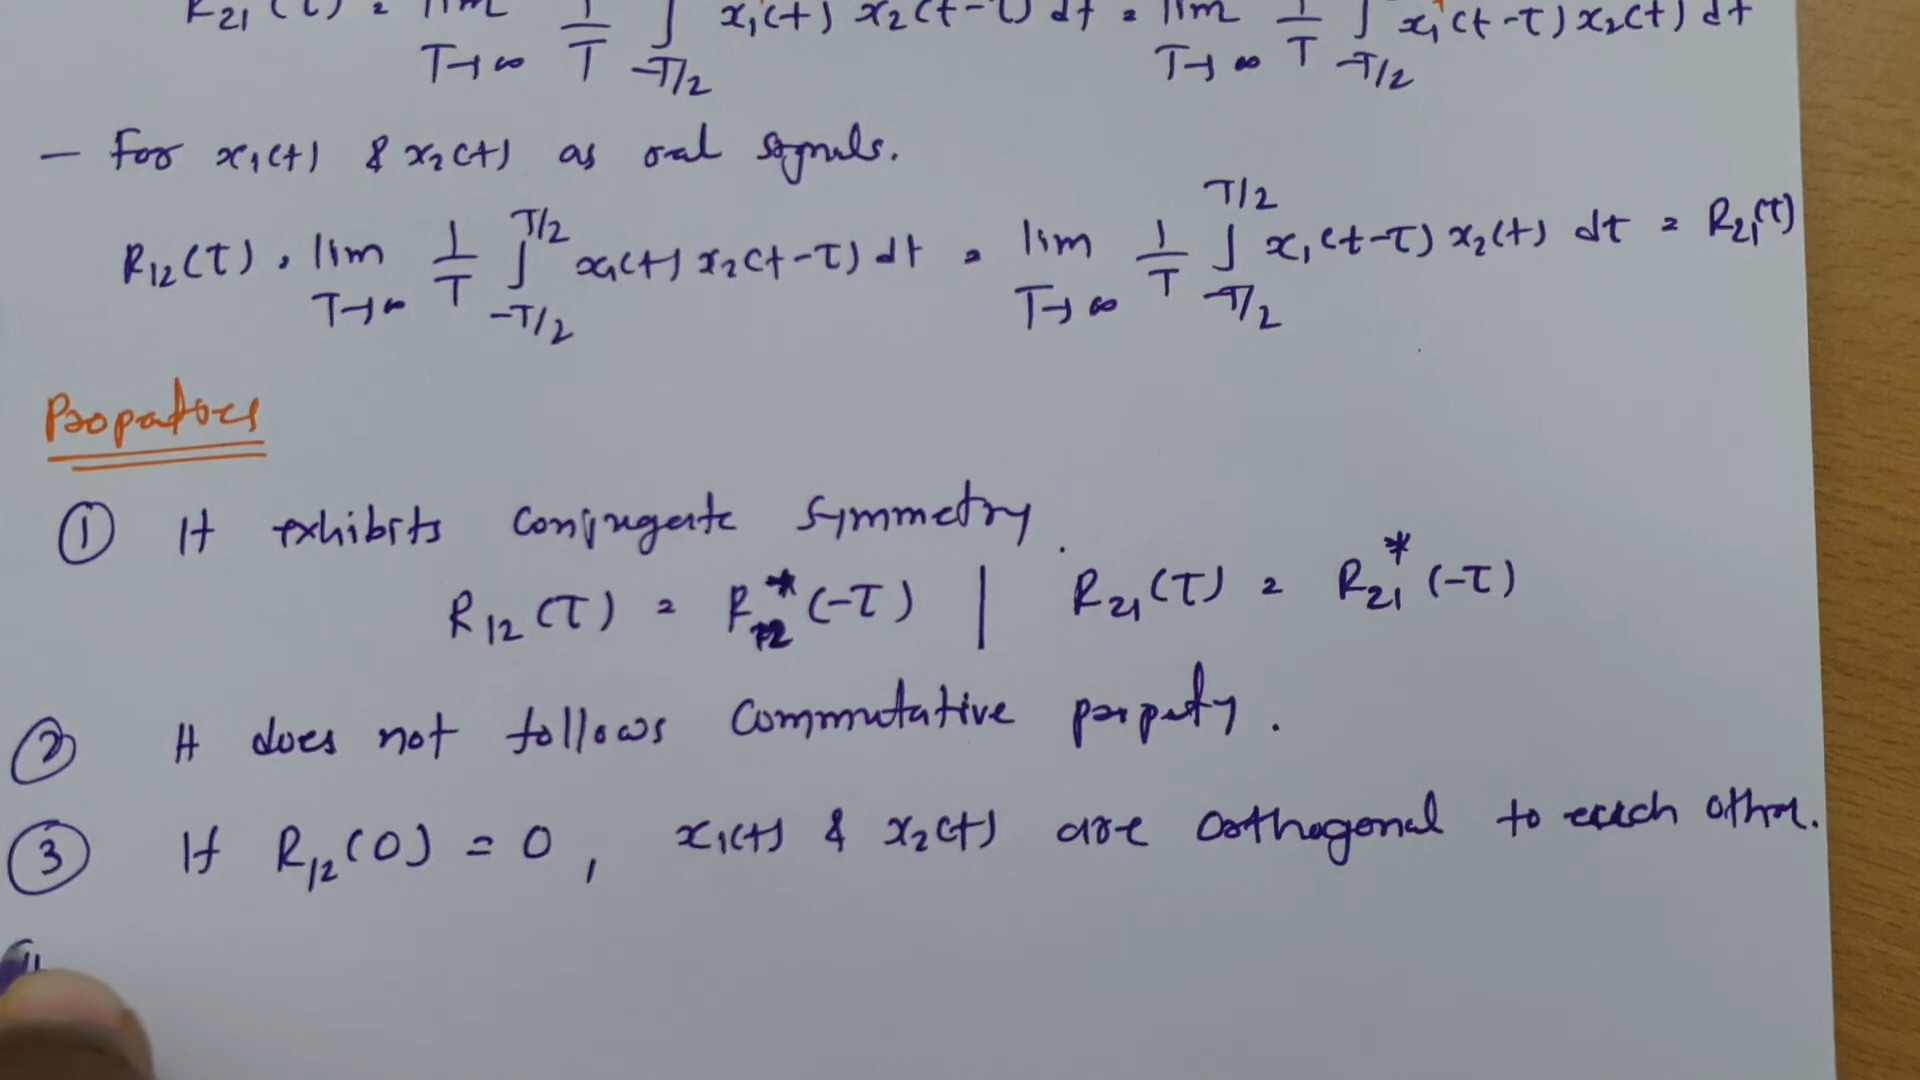 R21(τ) = lim T→∞ 1/T ∫ -T/2 x1(t) x2(t-τ) dt = lim T→∞ 1/T ∫ -T/2 x1(t-τ) x2(t) dt
— For x1(t) & x2(t) as real signals.
R12(τ) = lim T→∞ 1/T ∫ -T/2 T/2 x1(t) x2(t-τ) dt = lim T→∞ 1/T ∫ -T/2 T/2 x1(t-τ) x2(t) dt = R21(τ)
Properties
① It exhibits conjugate symmetry.
R12(τ) = R12*(-τ) | R21(τ) = R21*(-τ)
② It does not follows commutative property.
③ If R12(0) = 0, x1(t) & x2(t) are orthogonal to each other.